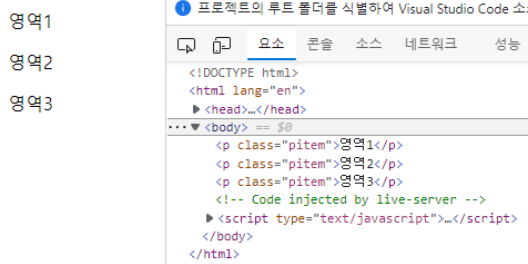 영역1
영역2
영역3
프로젝트의 루트 폴더를 식별하여 Visual Studio Code 소
요소 콘솔 소스 네트워크 성능
<!DOCTYPE html>
<html lang="en">
▶<head>…</head>
···▼<body> == $0
<p class="pitem">영역1</p>
<p class="pitem">영역2</p>
<p class="pitem">영역3</p>
<!-- Code injected by live-server -->
▶<script type="text/javascript">…</script>
</body>
</html>